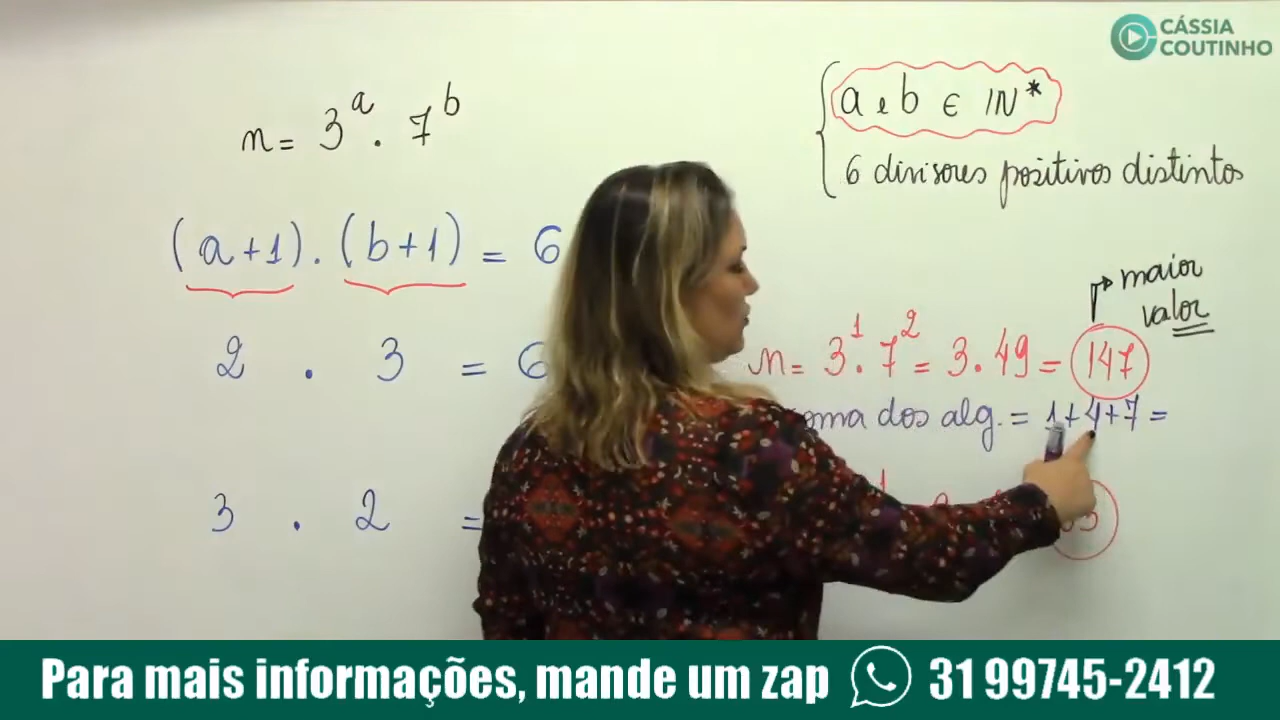 CÁSSIA
COUTINHO
n = 3^a . 7^b
a e b ∈ IN*
6 divisores positivos distintos
(a+1) . (b+1) = 6
2 . 3 = 6
3 . 2 =
maior
valor
n = 3^1 . 7^2 = 3 . 49 = 147
dos alg. = 1+4+7 =
Para mais informações, mande um zap 31 99745-2412